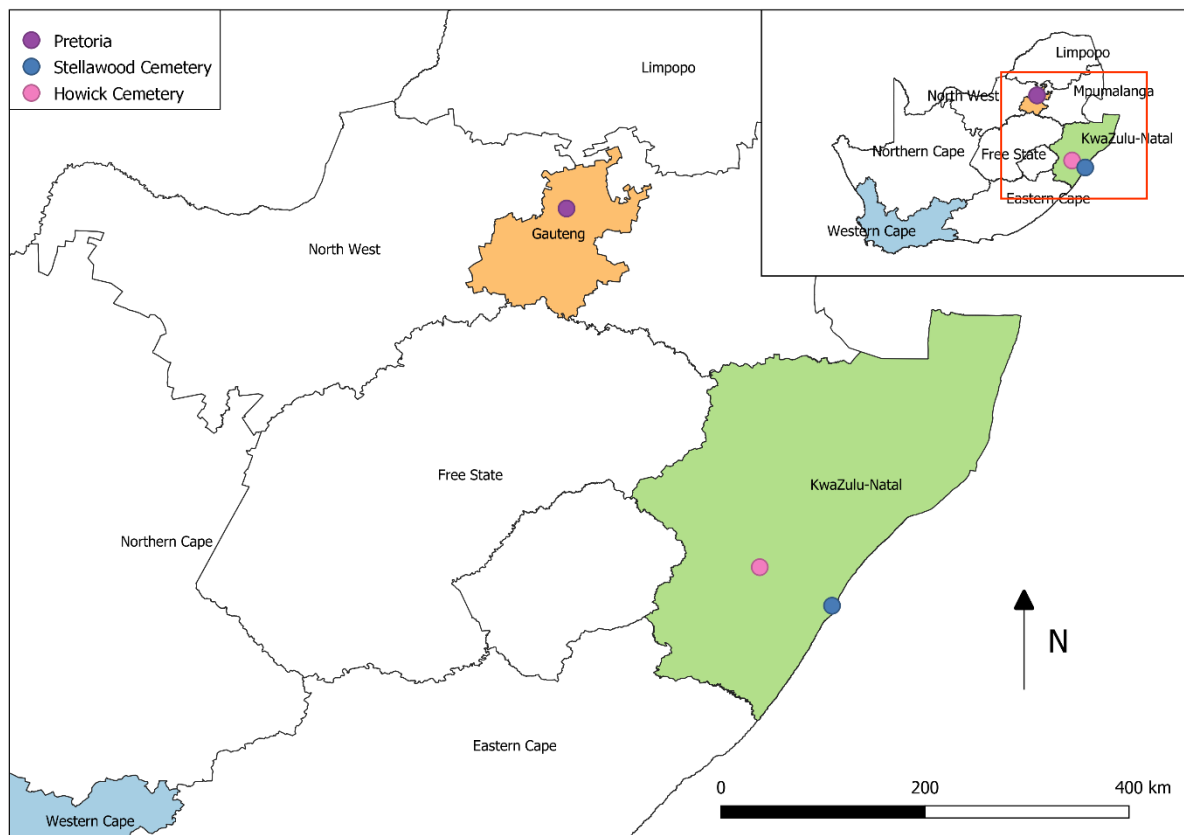 Pretoria
Stellawood Cemetery
Howick Cemetery
Limpopo
North West
Gauteng
Free State
KwaZulu-Natal
Northern Cape
Eastern Cape
Western Cape
N
0 200 400 km
Limpopo
North West
Mpumalanga
KwaZulu-Natal
Northern Cape
Free State
Eastern Cape
Western Cape